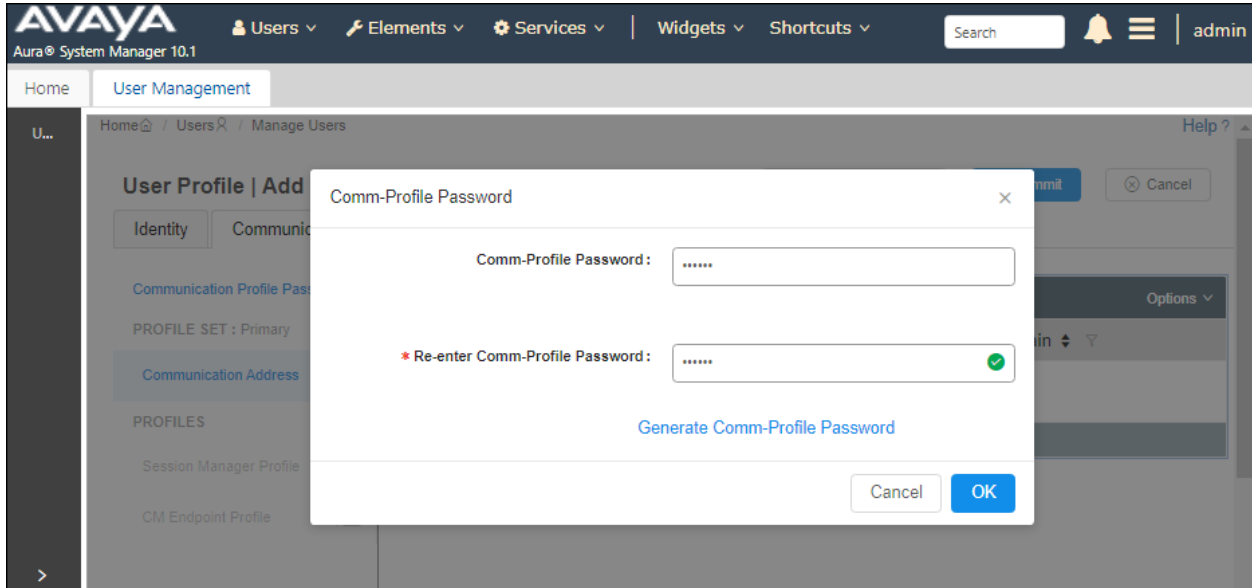 AVAYA
Aura® System Manager 10.1
Users Elements Services | Widgets Shortcuts Search admin
Home User Management
U...
Home / Users / Manage Users Help ?
User Profile | Add
Comm-Profile Password
mmit Cancel
Identity Communic
Comm-Profile Password :
Communication Profile Pass
Options
PROFILE SET : Primary
in
* Re-enter Comm-Profile Password :
Communication Address
PROFILES
Generate Comm-Profile Password
Session Manager Profile
Cancel OK
CM Endpoint Profile